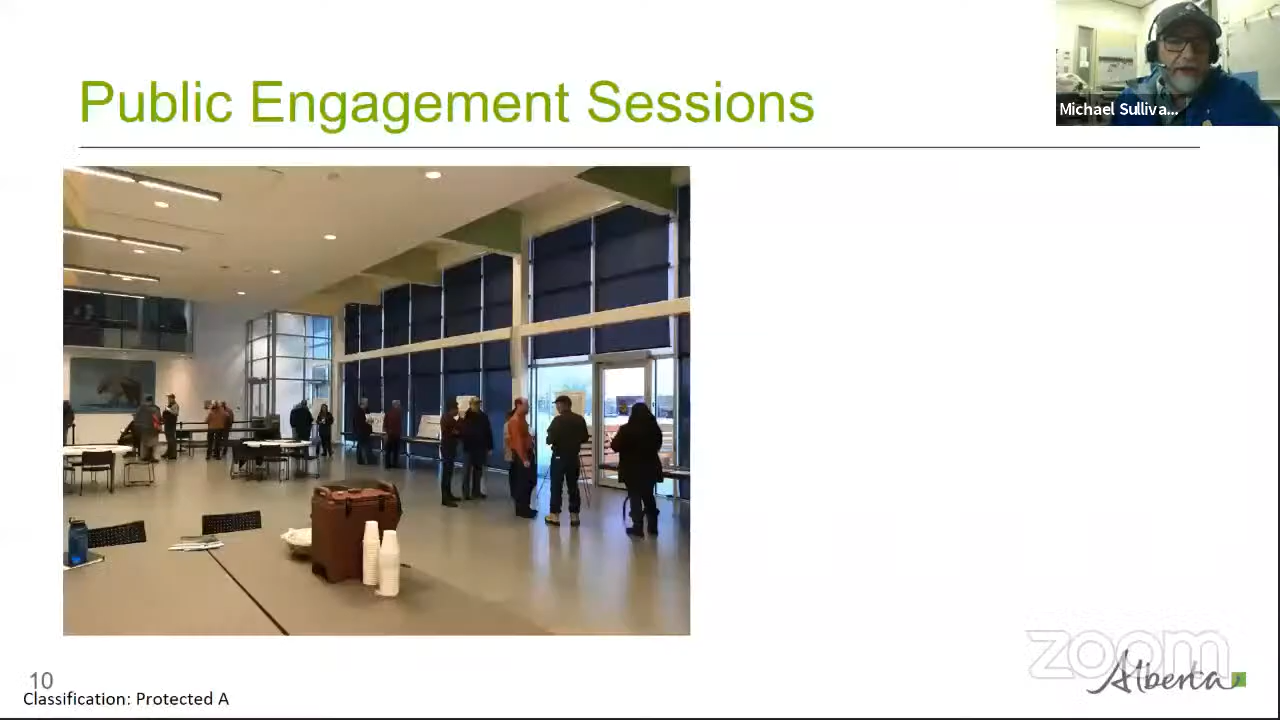 Public Engagement Sessions
Michael Sulliva...
10
Classification: Protected A
zoom
Alberta